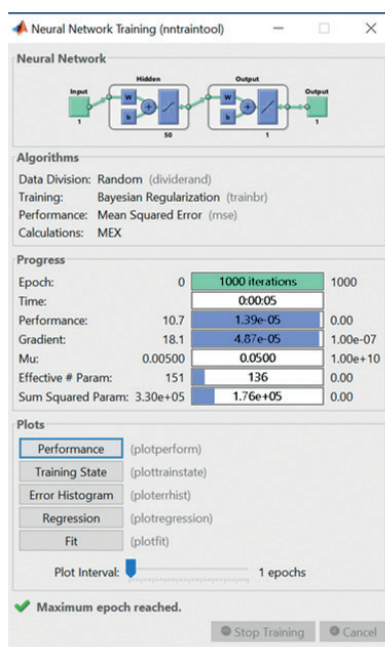 Neural Network Training (nntraintool)
Neural Network
Hidden
Output
Input
W
b
W
b
Output
1
50
1
1
Algorithms
Data Division: Random (dividerand)
Training: Bayesian Regularization (trainbr)
Performance: Mean Squared Error (mse)
Calculations: MEX
Progress
Epoch: 0 1000 iterations 1000
Time: 0:00:05
Performance: 10.7 1.39e-05 0.00
Gradient: 18.1 4.87e-05 1.00e-07
Mu: 0.00500 0.0500 1.00e+10
Effective # Param: 151 136 0.00
Sum Squared Param: 3.30e+05 1.76e+05 0.00
Plots
Performance (plotperform)
Training State (plottrainstate)
Error Histogram (ploterrhist)
Regression (plotregression)
Fit (plotfit)
Plot Interval: 1 epochs
Maximum epoch reached.
Stop Training Cancel